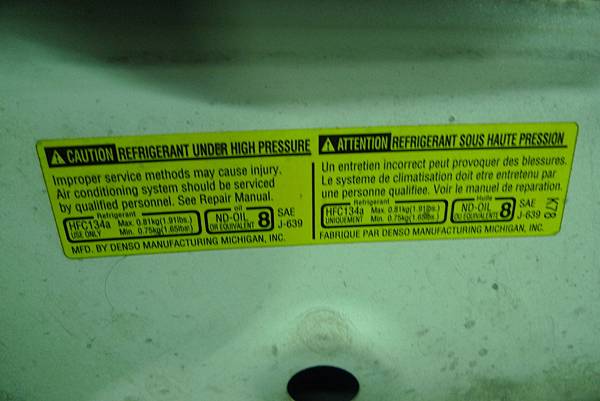 CAUTION REFRIGERANT UNDER HIGH PRESSURE
Improper service methods may cause injury.
Air conditioning system should be serviced
by qualified personnel. See Repair Manual.
Refrigerant
HFC134a Max. 0.81kg(1.91lbs.)
USE ONLY Min. 0.75kg(1.65lbs.)
oil
ND-OIL 8
OR EQUIVALENT
SAE
J-639
MFD. BY DENSO MANUFACTURING MICHIGAN, INC.
ATTENTION REFRIGERANT SOUS HAUTE PRESSION
Un entretien incorrect peut provoquer des blessures.
Le systeme de climatisation doit etre entretenu par
une personne qualifiee. Voir le manuel de reparation.
Refrigerant
HFC134a Max. 0.81kg(1.91lbs.)
UNIQUEMENT Min. 0.75kg(1.65lbs.)
Huile
ND-OIL 8
OU EQUIVALENTE
SAE
J-639
K78
FABRIQUE PAR DENSO MANUFACTURING MICHIGAN, INC.